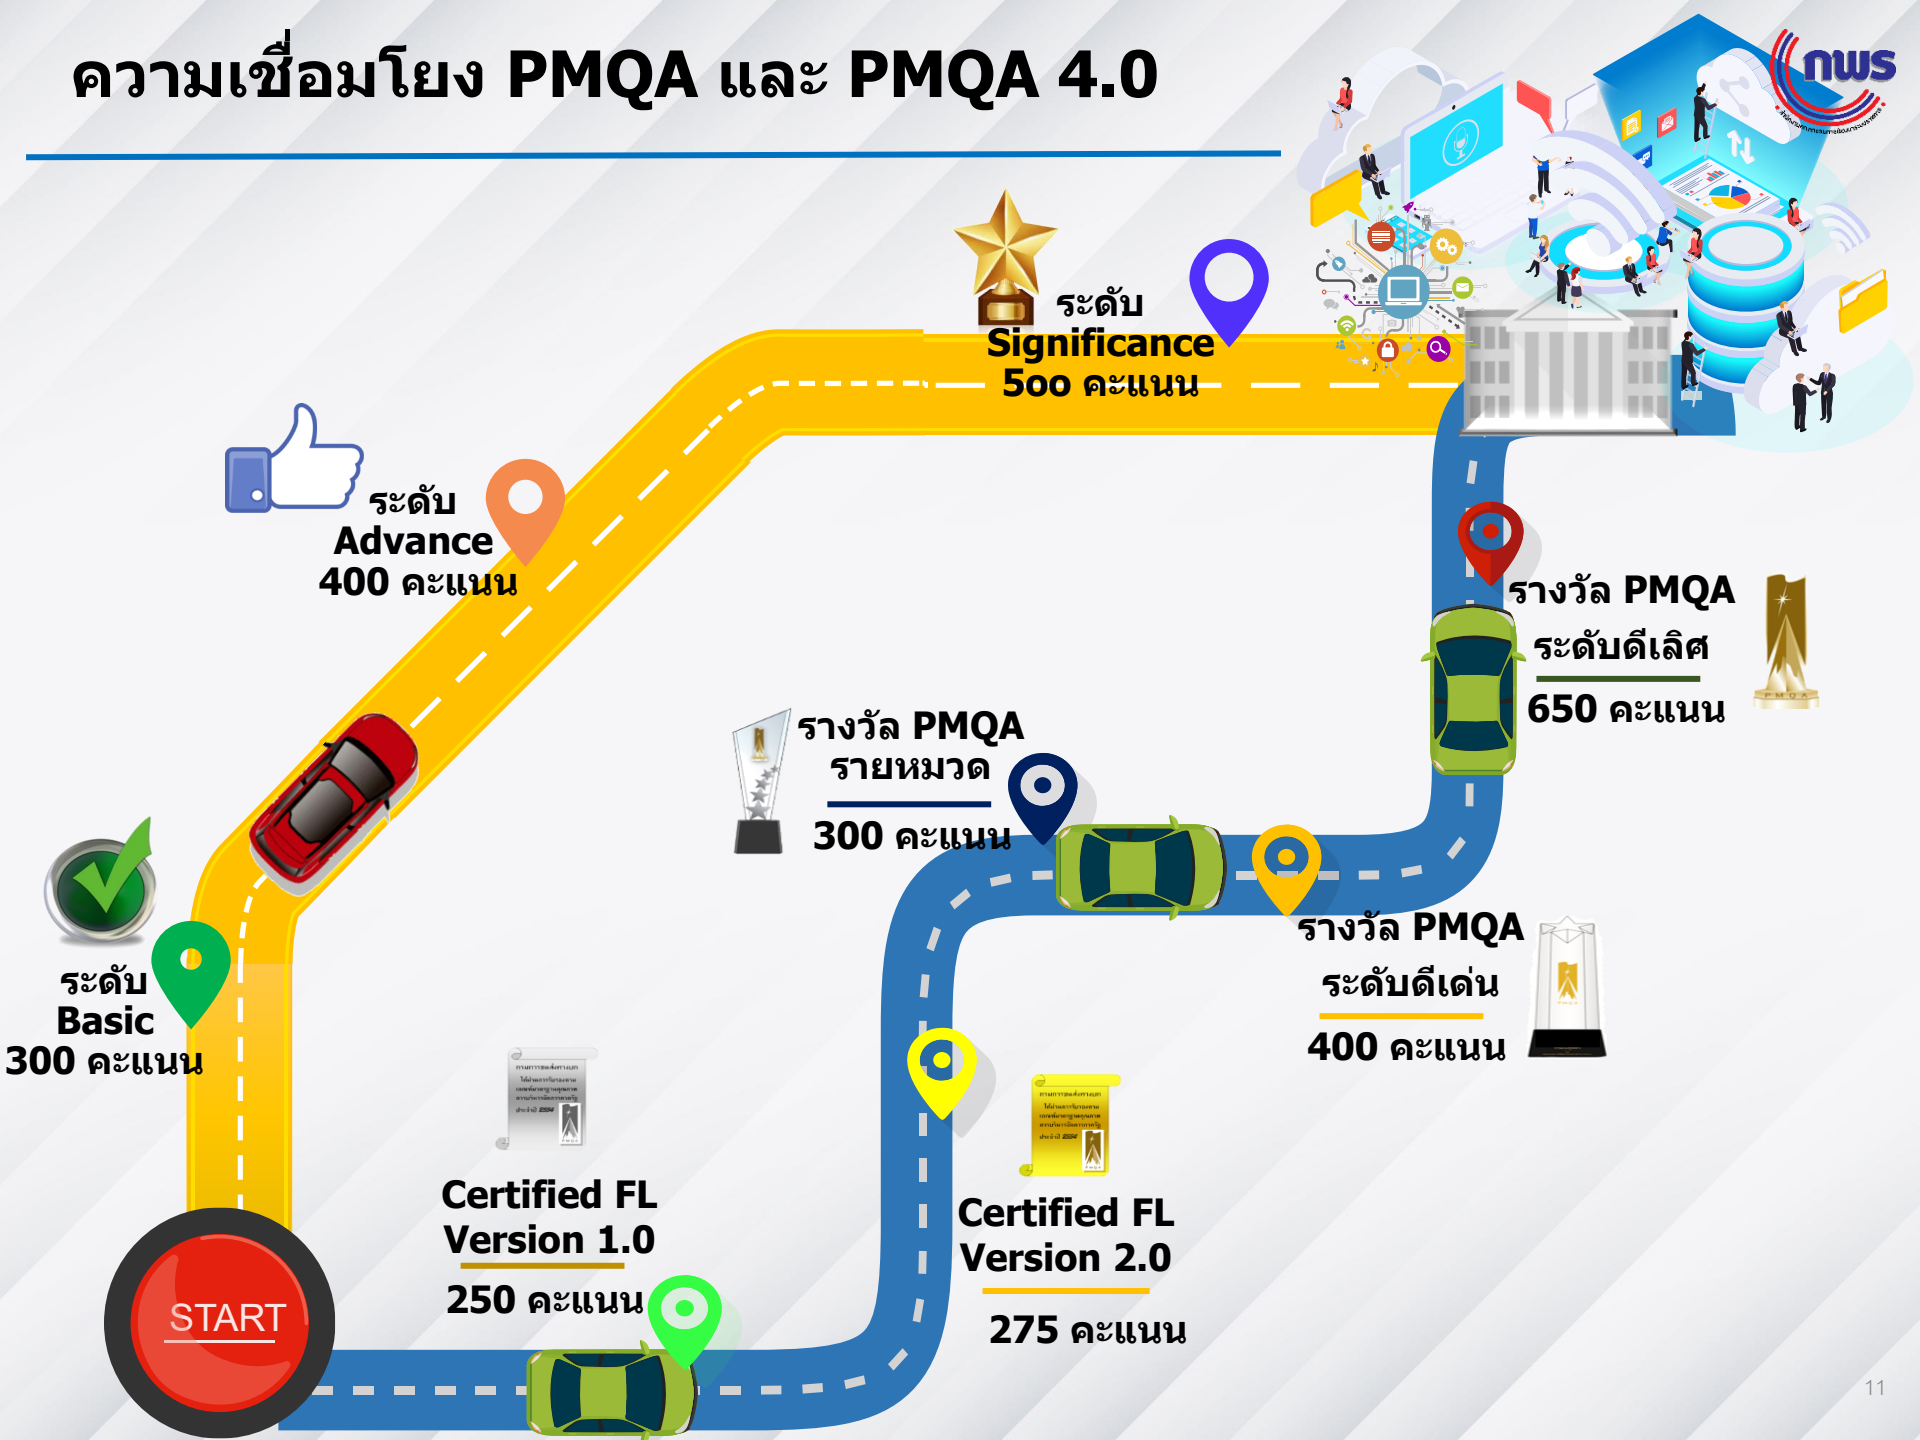 ความเชื่อมโยง PMQA และ PMQA 4.0
กพร
ระดับ
Significance
5oo คะแนน
ระดับ
Advance
400 คะแนน
รางวัล PMQA
ระดับดีเลิศ
650 คะแนน
PMQA
รางวัล PMQA
รายหมวด
300 คะแนน
รางวัล PMQA
ระดับดีเด่น
400 คะแนน
ระดับ
Basic
300 คะแนน
Certified FL
Version 1.0
250 คะแนน
Certified FL
Version 2.0
275 คะแนน
START
11